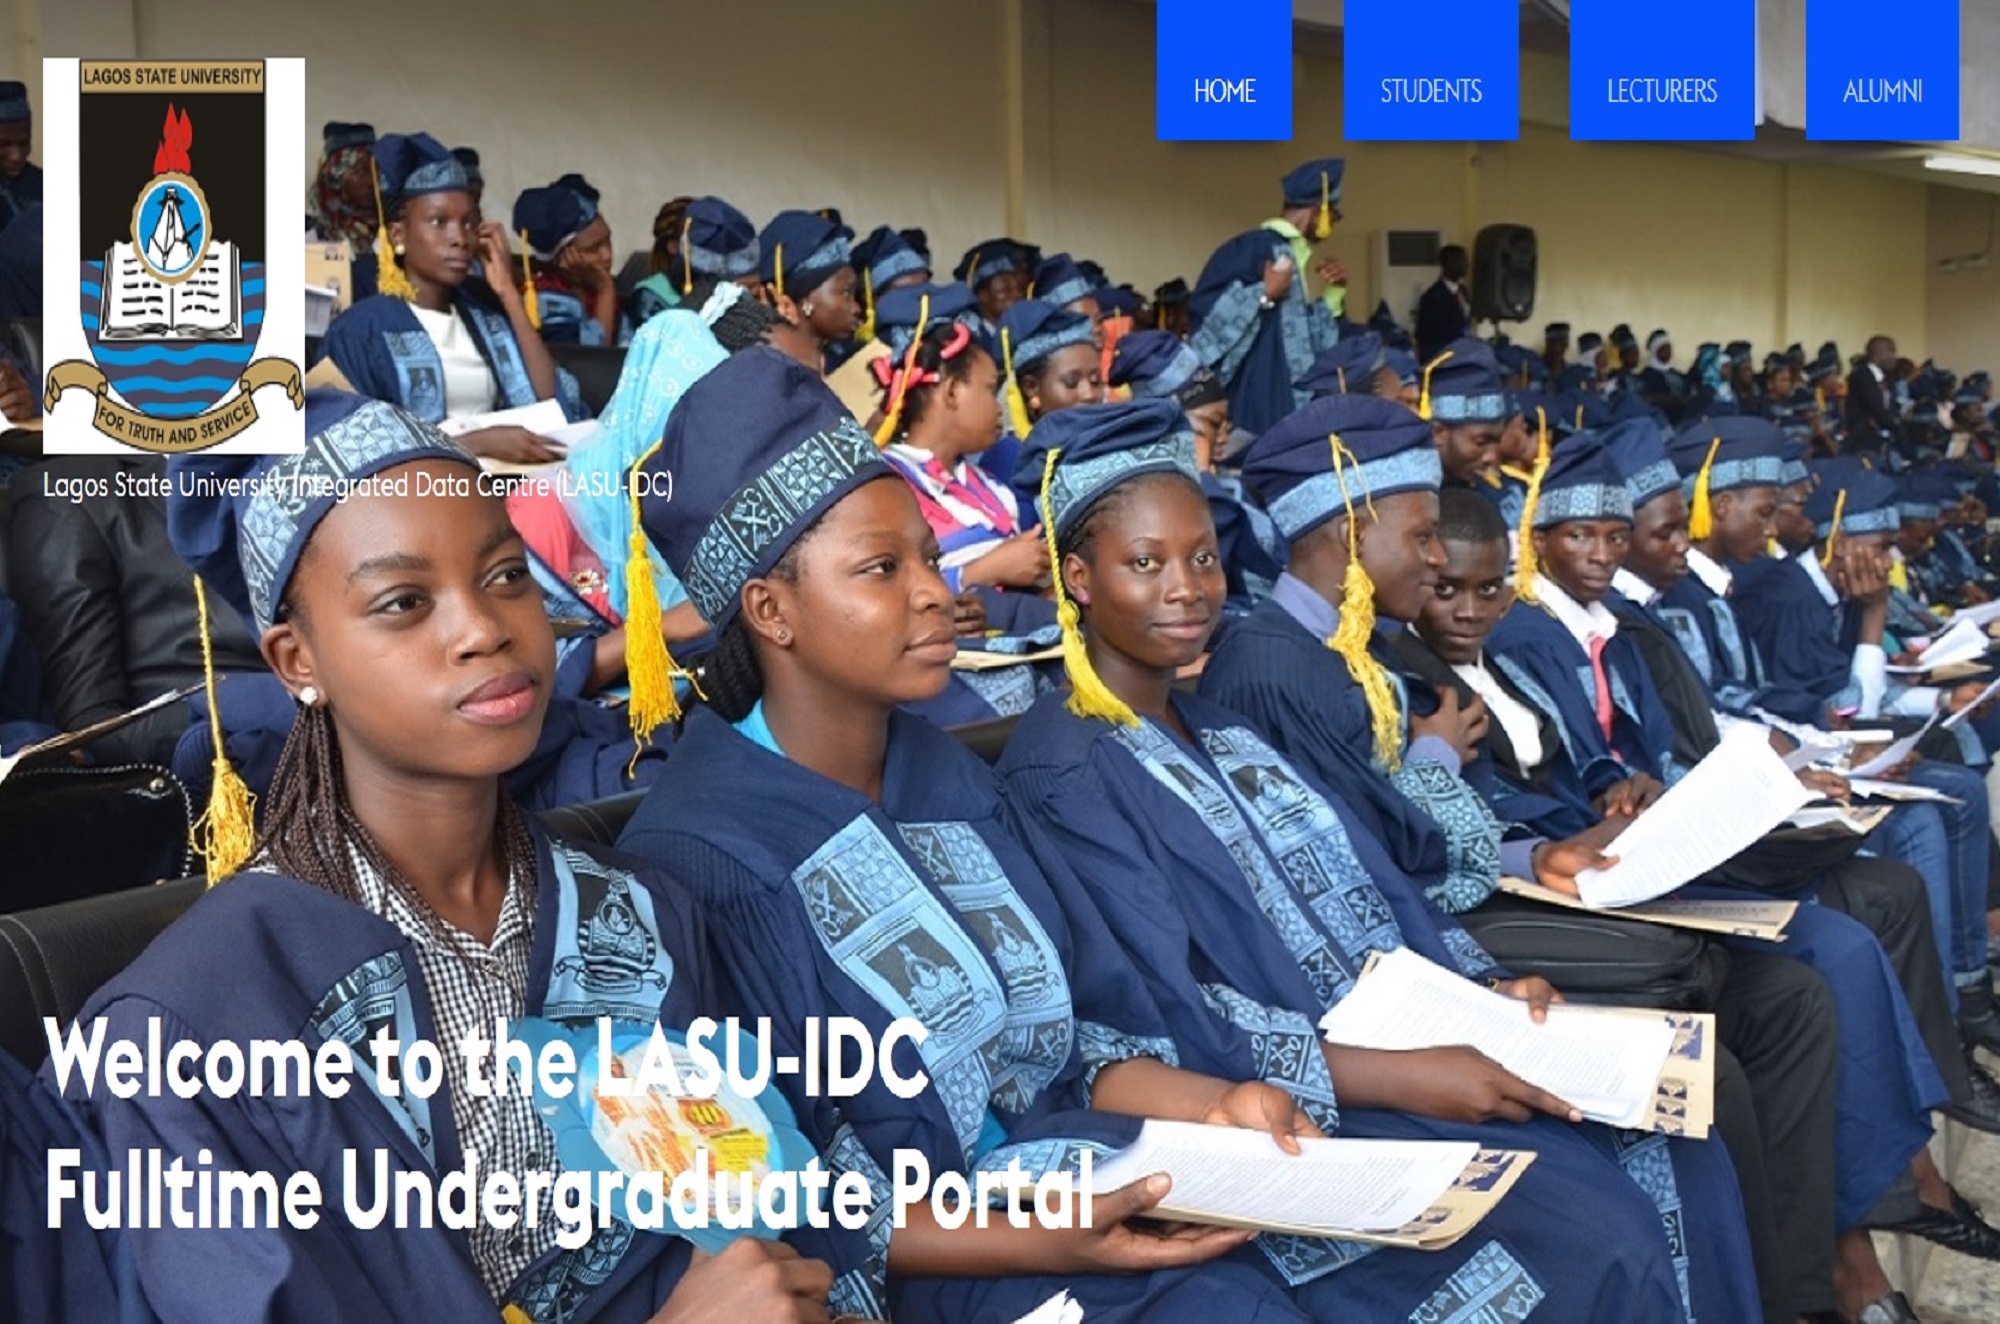 LAGOS STATE UNIVERSITY
FOR TRUTH AND SERVICE
Lagos State University Integrated Data Centre (LASU-IDC)
HOME
STUDENTS
LECTURERS
ALUMNI
Welcome to the LASU-IDC
Fulltime Undergraduate Portal